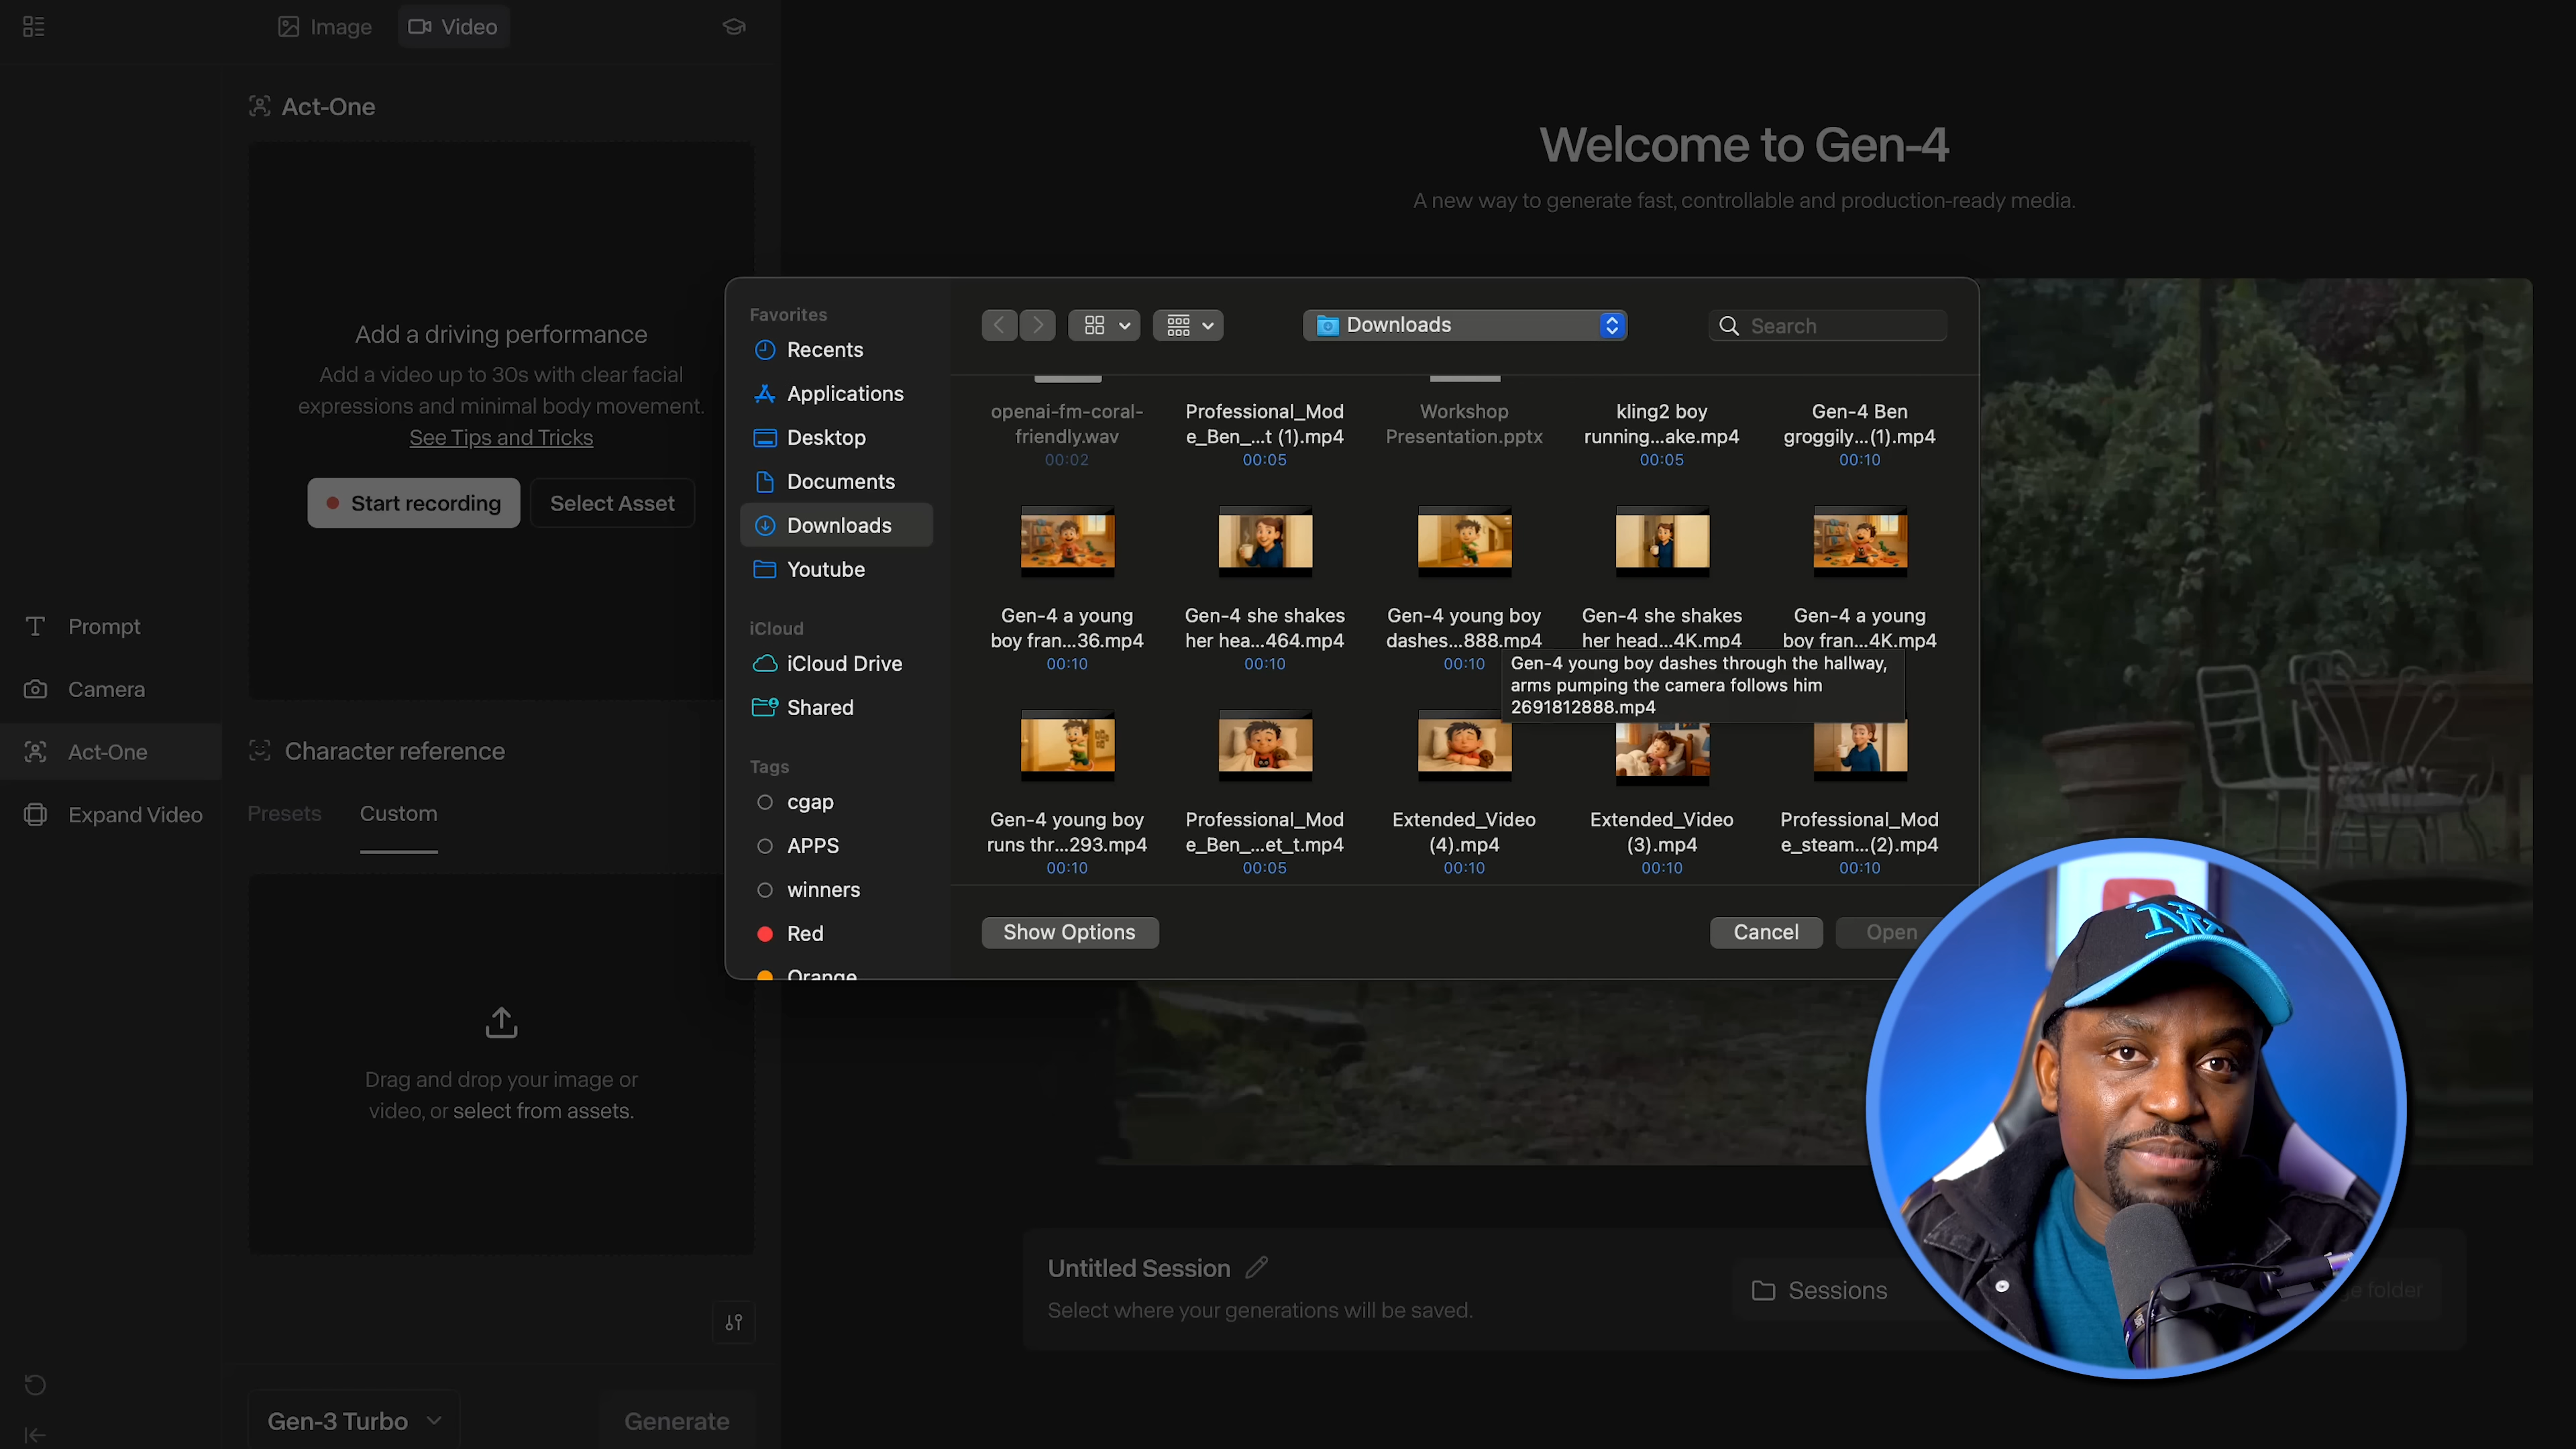 Image
Video
Act-One
Add a driving performance
Add a video up to 30s with clear facial
expressions and minimal body movement.
See Tips and Tricks
Start recording
Select Asset
Prompt
Camera
Act-One
Expand Video
Character reference
Presets
Custom
Drag and drop your image or
video, or select from assets.
Gen-3 Turbo
Generate
Welcome to Gen-4
A new way to generate fast, controllable and production-ready media.
Favorites
Recents
Applications
Desktop
Documents
Downloads
Youtube
iCloud
iCloud Drive
Shared
Tags
cgap
APPS
winners
Red
Orange
Downloads
Search
openai-fm-coral-
friendly.wav
00:02
Professional_Mod
e_Ben_...t (1).mp4
00:05
Workshop
Presentation.pptx
kling2 boy
running...ake.mp4
00:05
Gen-4 Ben
groggily...(1).mp4
00:10
Gen-4 a young
boy fran...36.mp4
00:10
Gen-4 she shakes
her hea...464.mp4
00:10
Gen-4 young boy
dashes...888.mp4
00:10
Gen-4 she shakes
her head...4K.mp4
Gen-4 a young
boy fran...4K.mp4
Gen-4 young boy dashes through the hallway,
arms pumping the camera follows him
2691812888.mp4
Gen-4 young boy
runs thr...293.mp4
00:10
Professional_Mod
e_Ben_...et_t.mp4
00:05
Extended_Video
(4).mp4
00:10
Extended_Video
(3).mp4
00:10
Professional_Mod
e_steam...(2).mp4
00:10
Show Options
Cancel
Open
Untitled Session
Select where your generations will be saved.
Sessions
folder